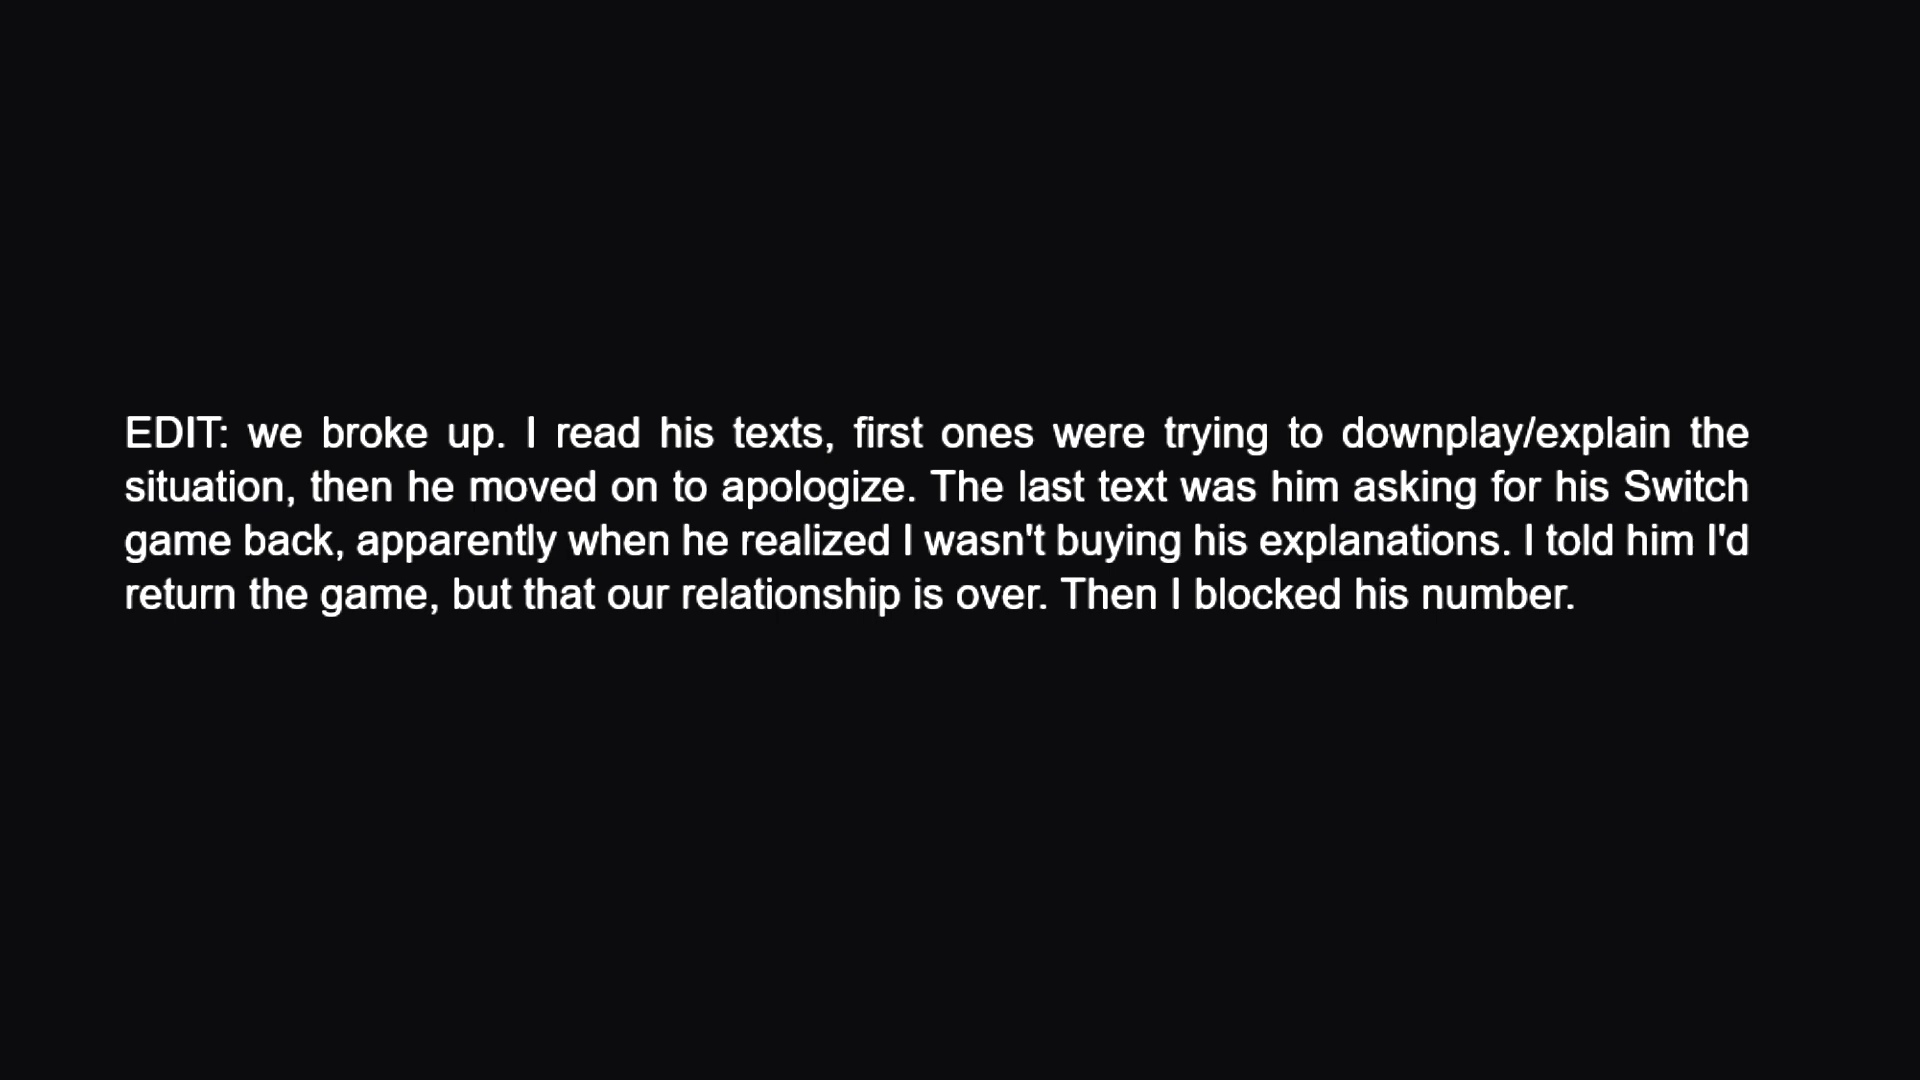 EDIT: we broke up. I read his texts, first ones were trying to downplay/explain the
situation, then he moved on to apologize. The last text was him asking for his Switch
game back, apparently when he realized I wasn't buying his explanations. I told him I'd
return the game, but that our relationship is over. Then I blocked his number.